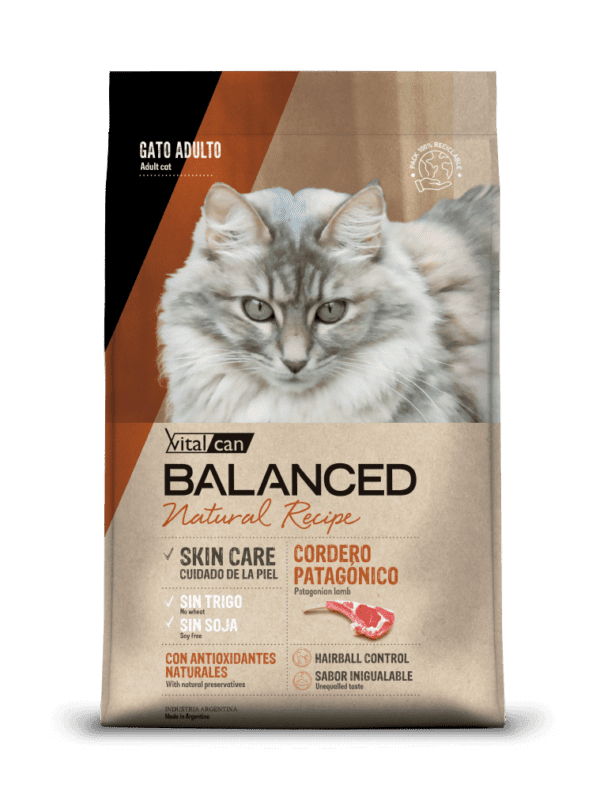 GATO ADULTO
Adult cat
PACK 100% RECICLABLE
Vital can
BALANCED
Natural Recipe
SKIN CARE
CUIDADO DE LA PIEL
CORDERO
PATAGÓNICO
Patagonian lamb
SIN TRIGO
No wheat
SIN SOJA
Soy free
CON ANTIOXIDANTES
NATURALES
With natural preservatives
HAIRBALL CONTROL
SABOR INIGUALABLE
Unequalled taste
INDUSTRIA ARGENTINA
Made in Argentina